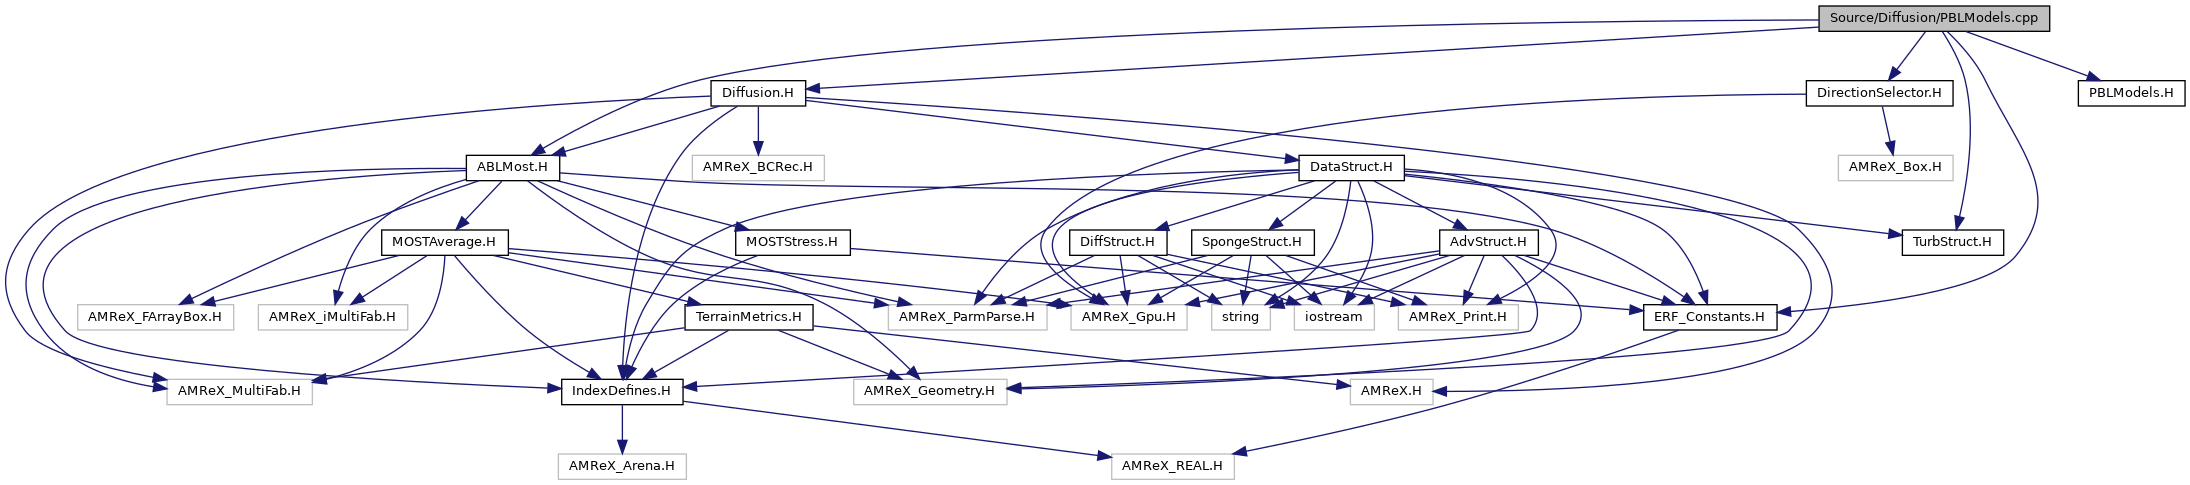 Source/Diffusion/PBLModels.cpp
Diffusion.H
DirectionSelector.H
PBLModels.H
ABLMost.H
AMReX_BCRec.H
DataStruct.H
AMReX_Box.H
MOSTAverage.H
MOSTStress.H
DiffStruct.H
SpongeStruct.H
AdvStruct.H
TurbStruct.H
AMReX_FArrayBox.H
AMReX_iMultiFab.H
TerrainMetrics.H
AMReX_ParmParse.H
AMReX_Gpu.H
string
iostream
AMReX_Print.H
ERF_Constants.H
AMReX_MultiFab.H
IndexDefines.H
AMReX_Geometry.H
AMReX.H
AMReX_Arena.H
AMReX_REAL.H